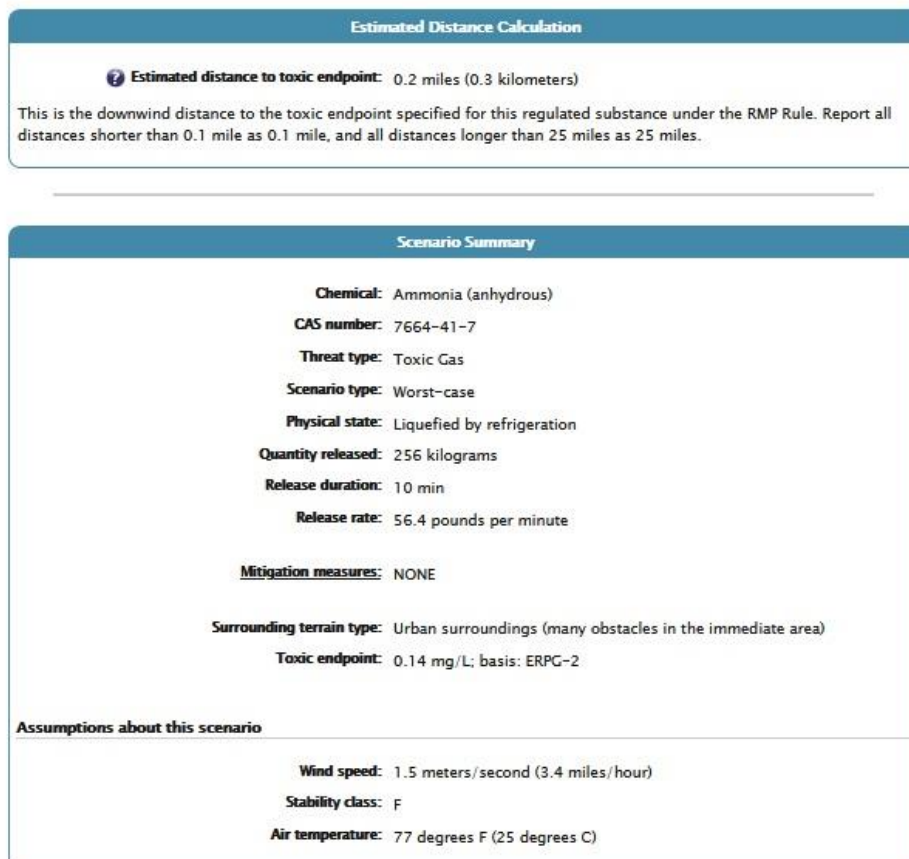 Estimated Distance Calculation
? Estimated distance to toxic endpoint: 0.2 miles (0.3 kilometers)
This is the downwind distance to the toxic endpoint specified for this regulated substance under the RMP Rule. Report all
distances shorter than 0.1 mile as 0.1 mile, and all distances longer than 25 miles as 25 miles.
Scenario Summary
Chemical: Ammonia (anhydrous)
CAS number: 7664-41-7
Threat type: Toxic Gas
Scenario type: Worst-case
Physical state: Liquefied by refrigeration
Quantity released: 256 kilograms
Release duration: 10 min
Release rate: 56.4 pounds per minute
Mitigation measures: NONE
Surrounding terrain type: Urban surroundings (many obstacles in the immediate area)
Toxic endpoint: 0.14 mg/L; basis: ERPG-2
Assumptions about this scenario
Wind speed: 1.5 meters/second (3.4 miles/hour)
Stability class: F
Air temperature: 77 degrees F (25 degrees C)